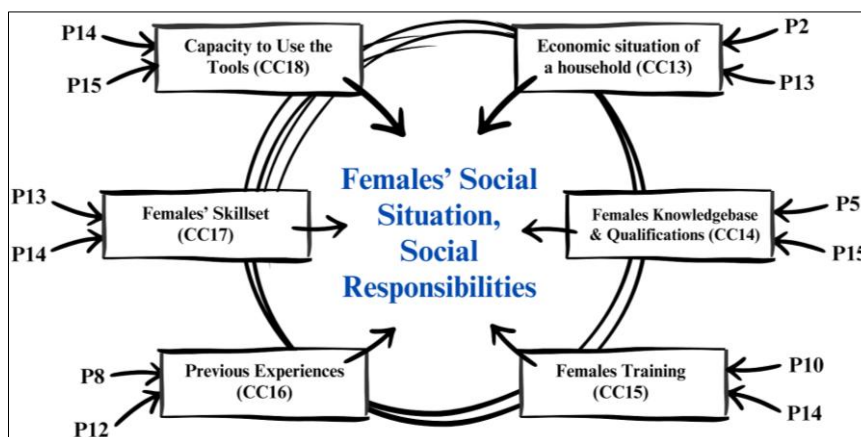 P14
P15
Capacity to Use the
Tools (CC18)
Economic situation of
a household (CC13)
P2
P13
P13
P14
Females' Skillset
(CC17)
Females' Social
Situation,
Social
Responsibilities
Females Knowledgebase
& Qualifications (CC14)
P5
P15
P8
P12
Previous Experiences
(CC16)
Females Training
(CC15)
P10
P14